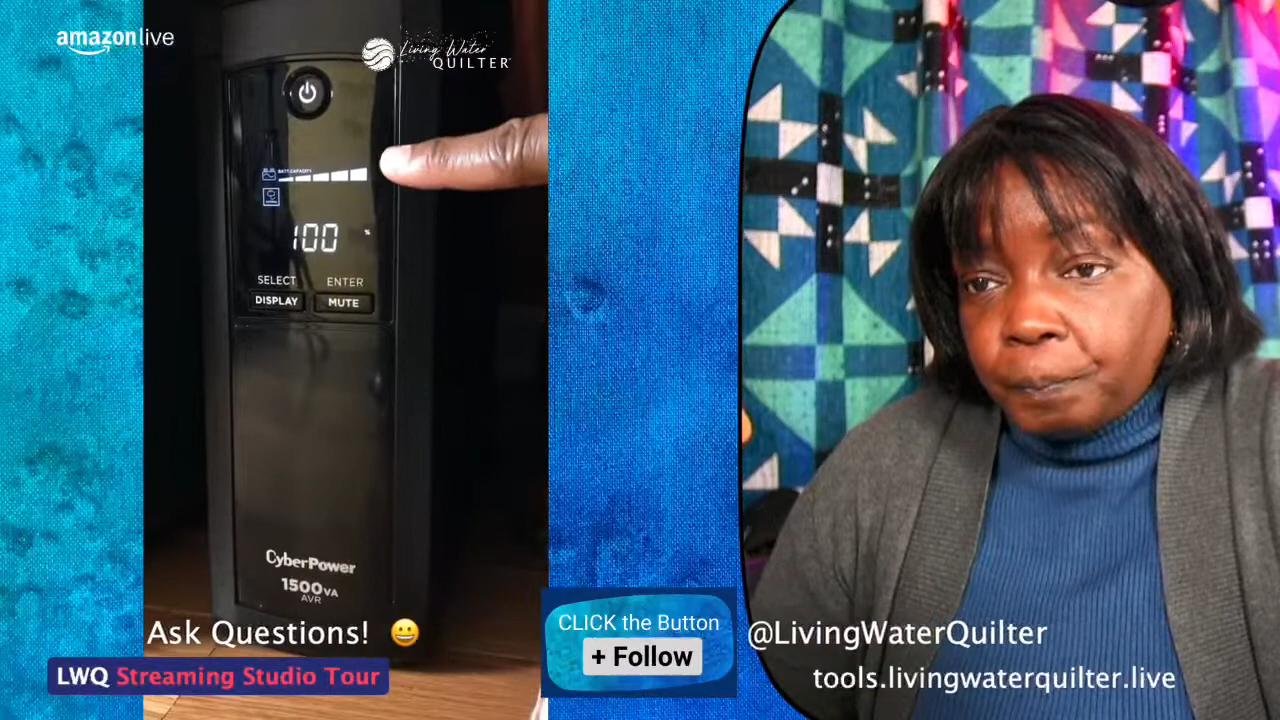 amazon live
Living Water
QUILTER
BATT.CAPACITY
100 %
SELECT ENTER
DISPLAY MUTE
CyberPower
1500VA
AVR
Ask Questions! 😀
LWQ Streaming Studio Tour
CLICK the Button
+ Follow
@LivingWaterQuilter
tools.livingwaterquilter.live